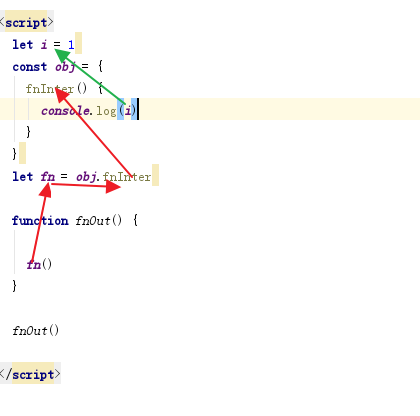 <script>
let i = 1
const obj = {
fnInter() {
console.log(i)
}
}
let fn = obj.fnInter
function fnOut() {
fn()
}
fnOut()
</script>